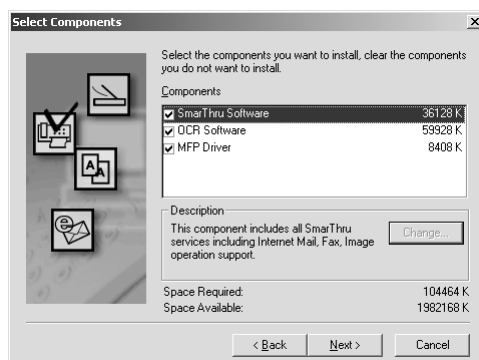 Select Components
Select the components you want to install, clear the components
you do not want to install.
Components
SmarThru Software 36128 K
OCR Software 59928 K
MFP Driver 8408 K
Description
This component includes all SmarThru
services including Internet Mail, Fax, Image
operation support.
Change...
Space Required: 104464 K
Space Available: 1982168 K
< Back
Next >
Cancel